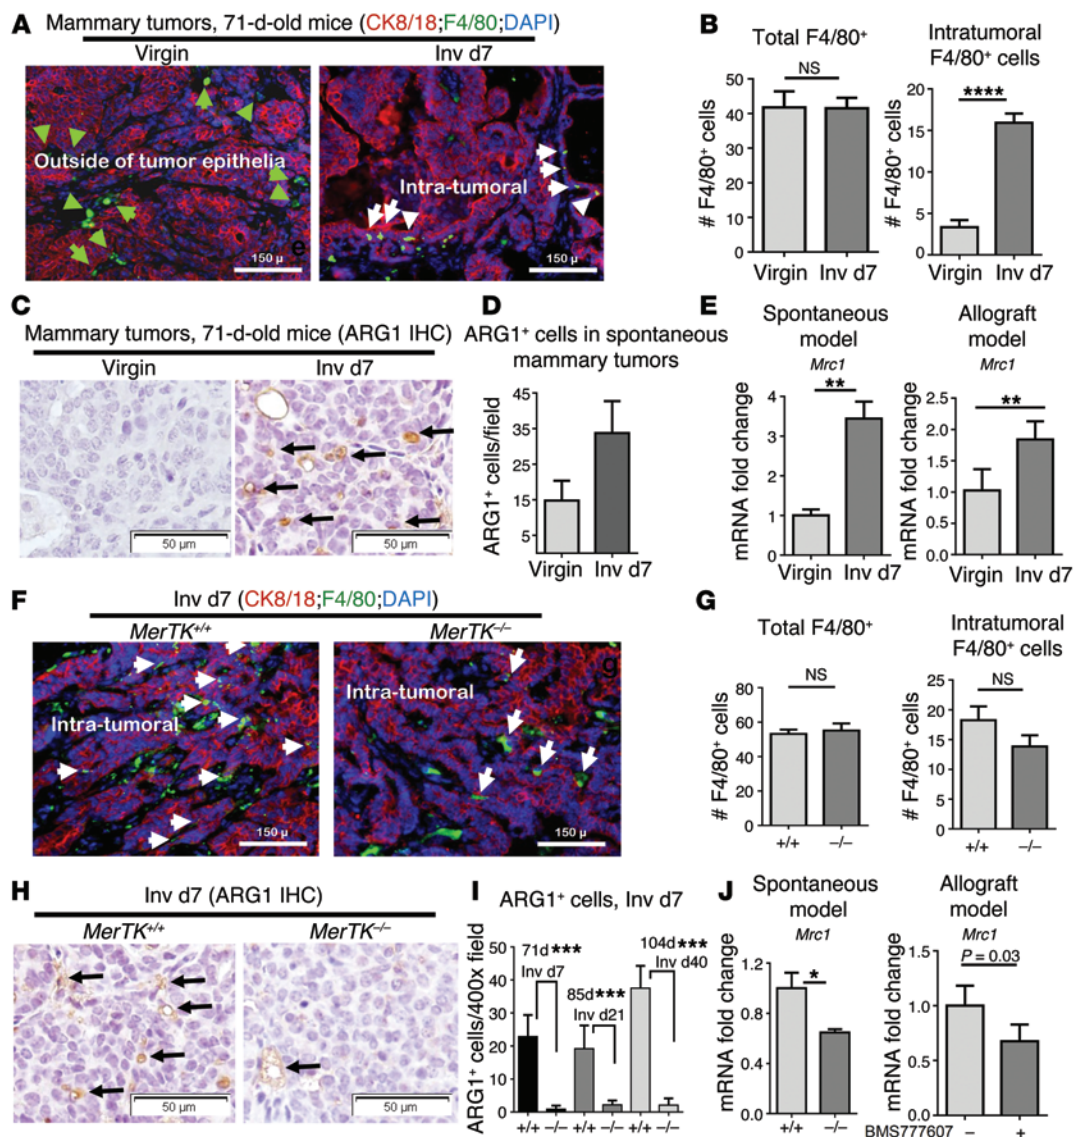 A
Mammary tumors, 71-d-old mice (CK8/18;F4/80;DAPI)
Virgin
Inv d7
Outside of tumor epithelia
e
150 µ
Intra-tumoral
150 µ
B
Total F4/80⁺
# F4/80⁺ cells
50
40
30
20
10
0
NS
Virgin
Inv d7
Intratumoral
F4/80⁺ cells
# F4/80⁺ cells
20
15
10
5
0
****
Virgin
Inv d7
C
Mammary tumors, 71-d-old mice (ARG1 IHC)
Virgin
Inv d7
50 µm
50 µm
D
ARG1⁺ cells in spontaneous
mammary tumors
ARG1⁺ cells/field
45
35
25
15
5
Virgin
Inv d7
E
Spontaneous
model
Mrc1
mRNA fold change
4
3
2
1
0
**
Virgin
Inv d7
Allograft
model
Mrc1
mRNA fold change
2.5
2.0
1.5
1.0
0.5
0.0
**
Virgin
Inv d7
F
Inv d7 (CK8/18;F4/80;DAPI)
MerTK⁺/⁺
MerTK⁻/⁻
Intra-tumoral
150 µ
g
Intra-tumoral
150 µ
G
Total F4/80⁺
# F4/80⁺ cells
80
60
40
20
0
NS
+/+
–/–
Intratumoral
F4/80⁺ cells
# F4/80⁺ cells
25
20
15
10
5
0
NS
+/+
–/–
H
Inv d7 (ARG1 IHC)
MerTK⁺/⁺
MerTK⁻/⁻
50 µm
50 µm
I
ARG1⁺ cells, Inv d7
ARG1⁺ cells/400x field
50
40
30
20
10
0
71d ***
Inv d7
85d ***
Inv d21
104d ***
Inv d40
+/+ –/– +/+ –/– +/+ –/–
J
Spontaneous
model
Mrc1
mRNA fold change
1.2
0.8
0.4
0.0
*
+/+
–/–
Allograft
model
Mrc1
mRNA fold change
1.5
1.0
0.5
0.0
P = 0.03
BMS777607 – +